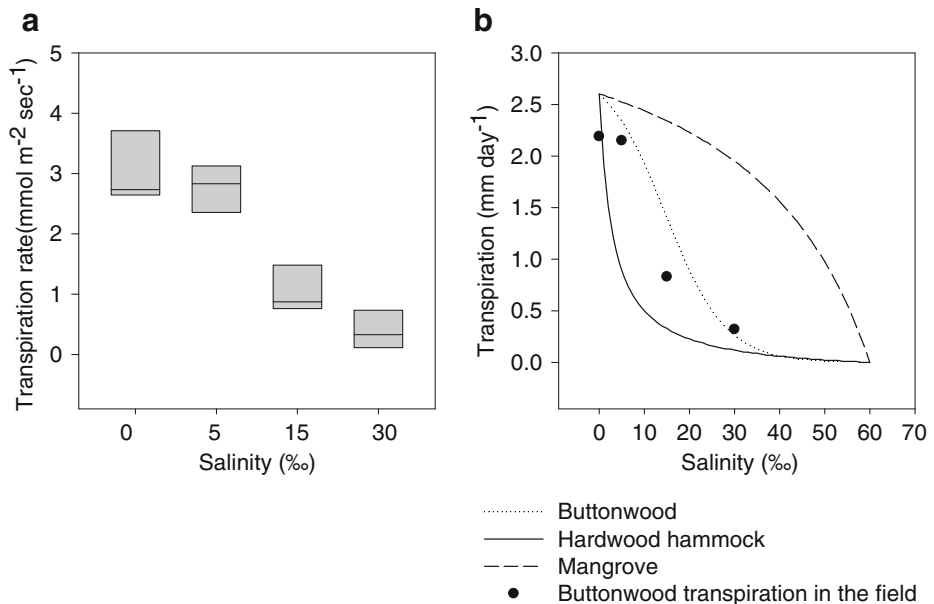 a
b
Transpiration rate(mmol m⁻² sec⁻¹)
5
4
3
2
1
0
0 5 15 30
Salinity (‰)
Transpiration (mm day⁻¹)
3.0
2.5
2.0
1.5
1.0
0.5
0.0
0 10 20 30 40 50 60 70
Salinity (‰)
Buttonwood
Hardwood hammock
Mangrove
Buttonwood transpiration in the field